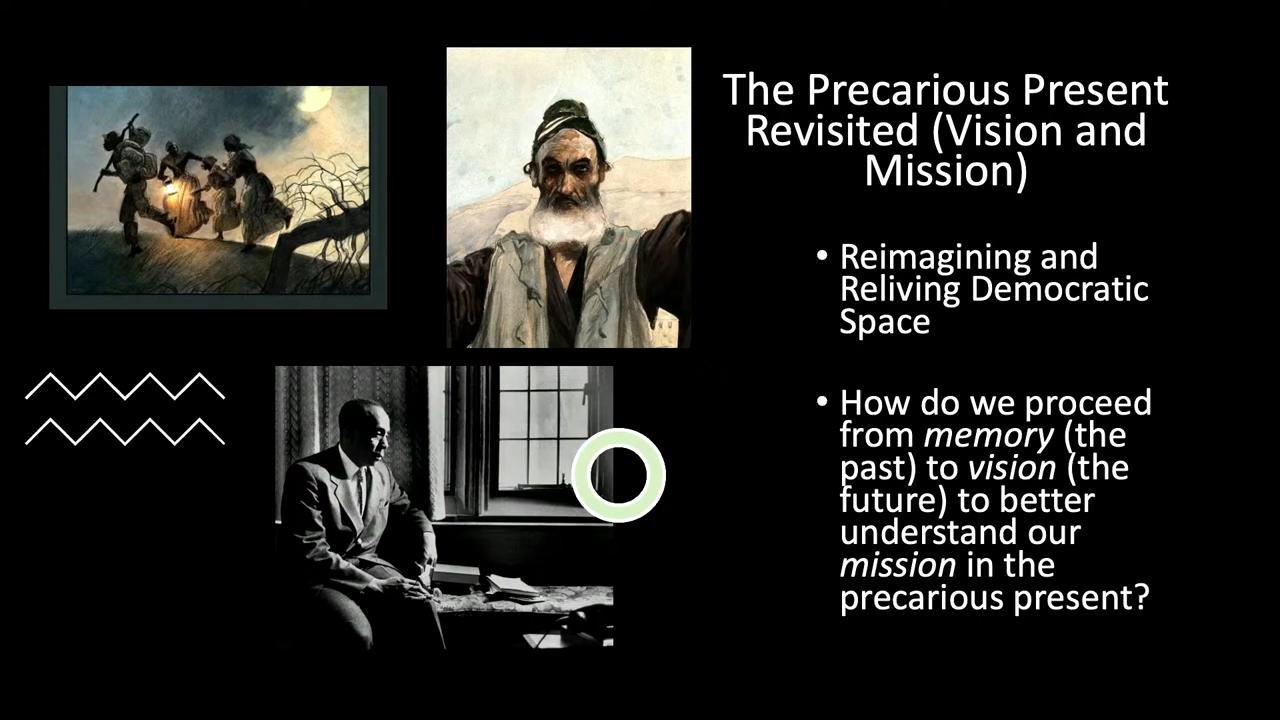 The Precarious Present
Revisited (Vision and
Mission)
• Reimagining and
Reliving Democratic
Space
• How do we proceed
from memory (the
past) to vision (the
future) to better
understand our
mission in the
precarious present?